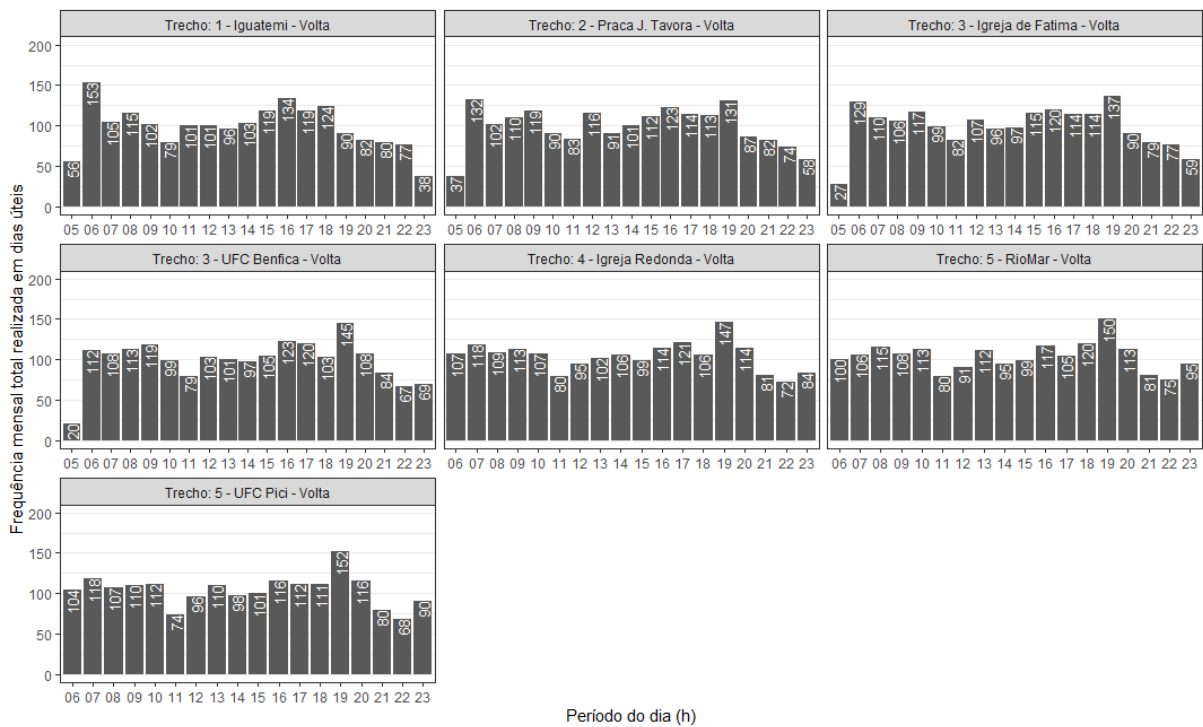 Frequência mensal total realizada em dias úteis
Trecho: 1 - Iguatemi - Volta
200
150
100
50
0
56 153 105 115 102 79 101 101 96 103 119 134 119 124 90 82 80 77 38
05 06 07 08 09 10 11 12 13 14 15 16 17 18 19 20 21 22 23
Trecho: 2 - Praca J. Tavora - Volta
37 132 102 110 119 90 83 116 91 101 112 123 114 113 131 87 82 74 58
05 06 07 08 09 10 11 12 13 14 15 16 17 18 19 20 21 22 23
Trecho: 3 - Igreja de Fatima - Volta
27 129 110 106 117 99 82 107 96 97 115 120 114 114 137 90 79 77 59
05 06 07 08 09 10 11 12 13 14 15 16 17 18 19 20 21 22 23
Trecho: 3 - UFC Benfica - Volta
200
150
100
50
0
20 112 108 113 119 99 79 103 101 97 105 123 120 103 145 108 84 67 69
05 06 07 08 09 10 11 12 13 14 15 16 17 18 19 20 21 22 23
Trecho: 4 - Igreja Redonda - Volta
107 118 109 113 107 80 95 102 106 99 114 121 106 147 114 81 72 84
06 07 08 09 10 11 12 13 14 15 16 17 18 19 20 21 22 23
Trecho: 5 - RioMar - Volta
100 106 115 108 113 80 91 112 95 99 117 105 120 150 113 81 75 95
06 07 08 09 10 11 12 13 14 15 16 17 18 19 20 21 22 23
Trecho: 5 - UFC Pici - Volta
200
150
100
50
0
104 118 107 110 112 74 96 110 98 101 116 112 111 152 116 80 68 90
06 07 08 09 10 11 12 13 14 15 16 17 18 19 20 21 22 23
Período do dia (h)